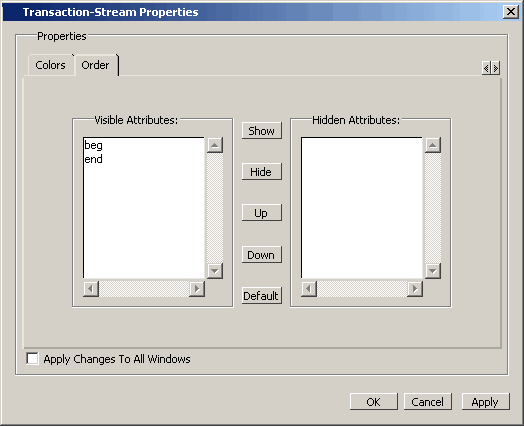 Transaction-Stream Properties
Properties
Colors Order
Visible Attributes:
beg
end
Show
Hide
Up
Down
Default
Hidden Attributes:
Apply Changes To All Windows
OK Cancel Apply